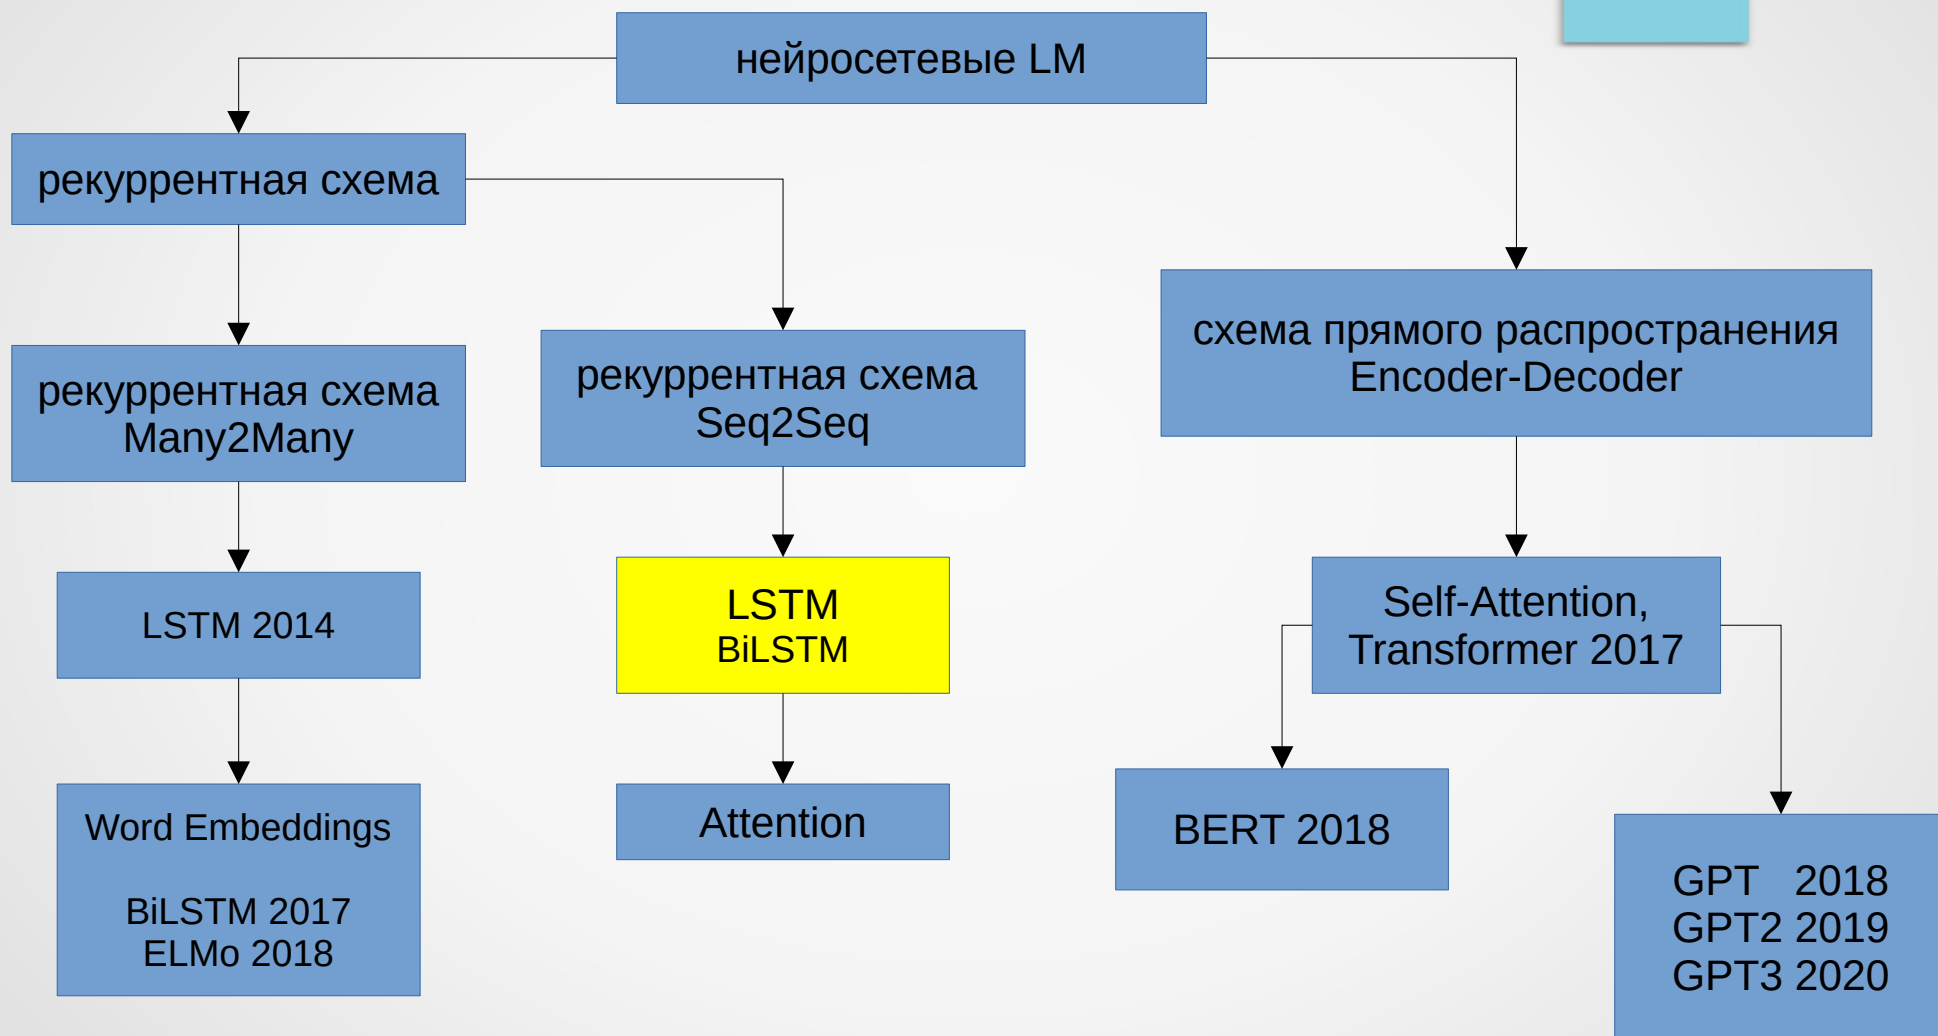 нейросетевые LM
рекуррентная схема
рекуррентная схема
Many2Many
рекуррентная схема
Seq2Seq
схема прямого распространения
Encoder-Decoder
LSTM 2014
LSTM
BiLSTM
Self-Attention,
Transformer 2017
Word Embeddings
BiLSTM 2017
ELMo 2018
Attention
BERT 2018
GPT 2018
GPT2 2019
GPT3 2020